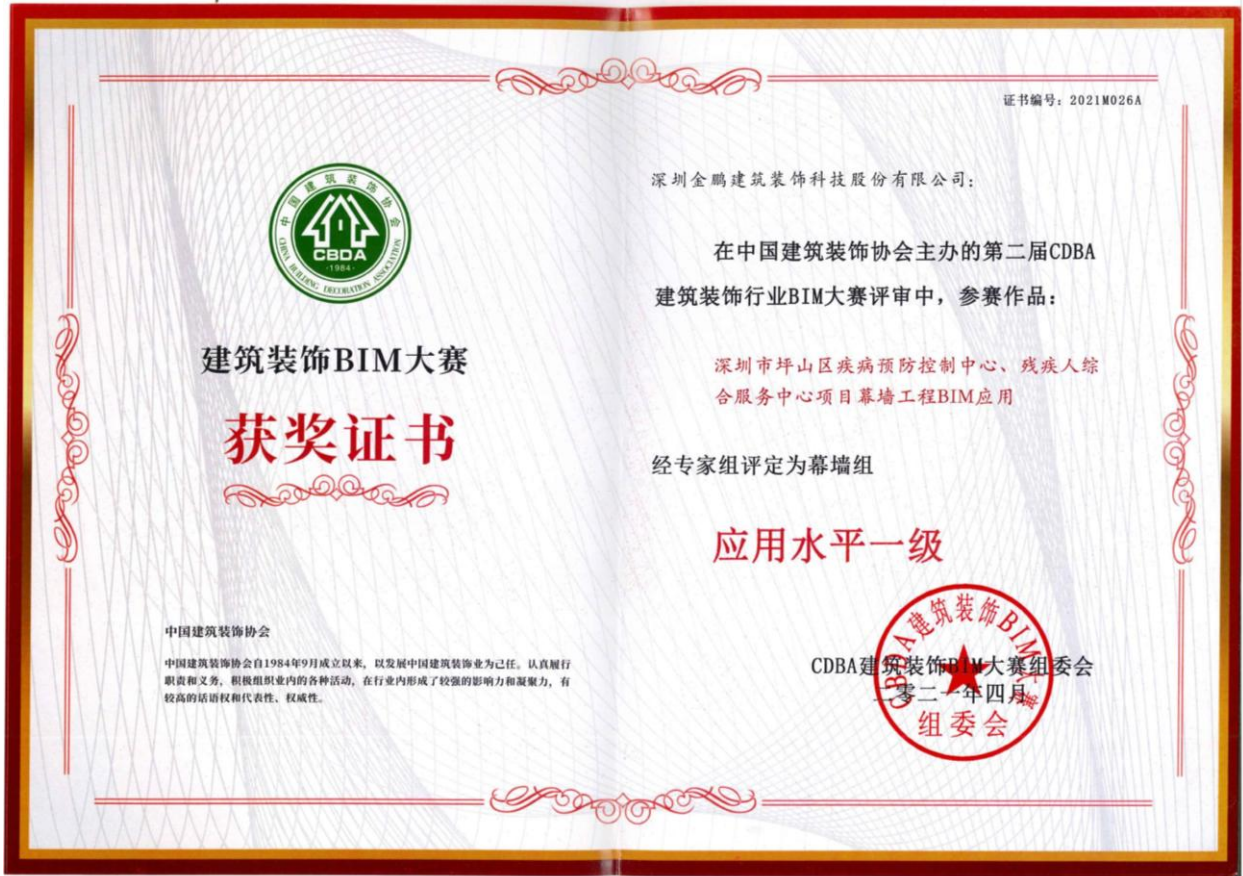 中国建筑装饰协会
CBDA
·1984·
CHINA BUILDING DECORATION ASSOCIATION
建筑装饰BIM大赛
获奖证书
中国建筑装饰协会
中国建筑装饰协会自1984年9月成立以来，以发展中国建筑装饰业为己任。认真履行
职责和义务，积极组织业内的各种活动，在行业内形成了较强的影响力和凝聚力，有
较高的话语权和代表性、权威性。
证书编号：2021M026A
深圳金鹏建筑装饰科技股份有限公司：
在中国建筑装饰协会主办的第二届CDBA
建筑装饰行业BIM大赛评审中，参赛作品：
深圳市坪山区疾病预防控制中心、残疾人综
合服务中心项目幕墙工程BIM应用
经专家组评定为幕墙组
应用水平一级
CDBA建筑装饰BIM大赛组委会
二零二一年四月
CBDA建筑装饰BIM大赛
组委会